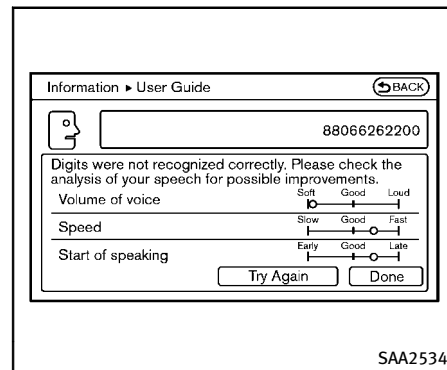 Information ▸ User Guide BACK
88066262200
Digits were not recognized correctly. Please check the
analysis of your speech for possible improvements.
Soft Good Loud
Volume of voice
Slow Good Fast
Speed
Early Good Late
Start of speaking
Try Again Done
SAA2534